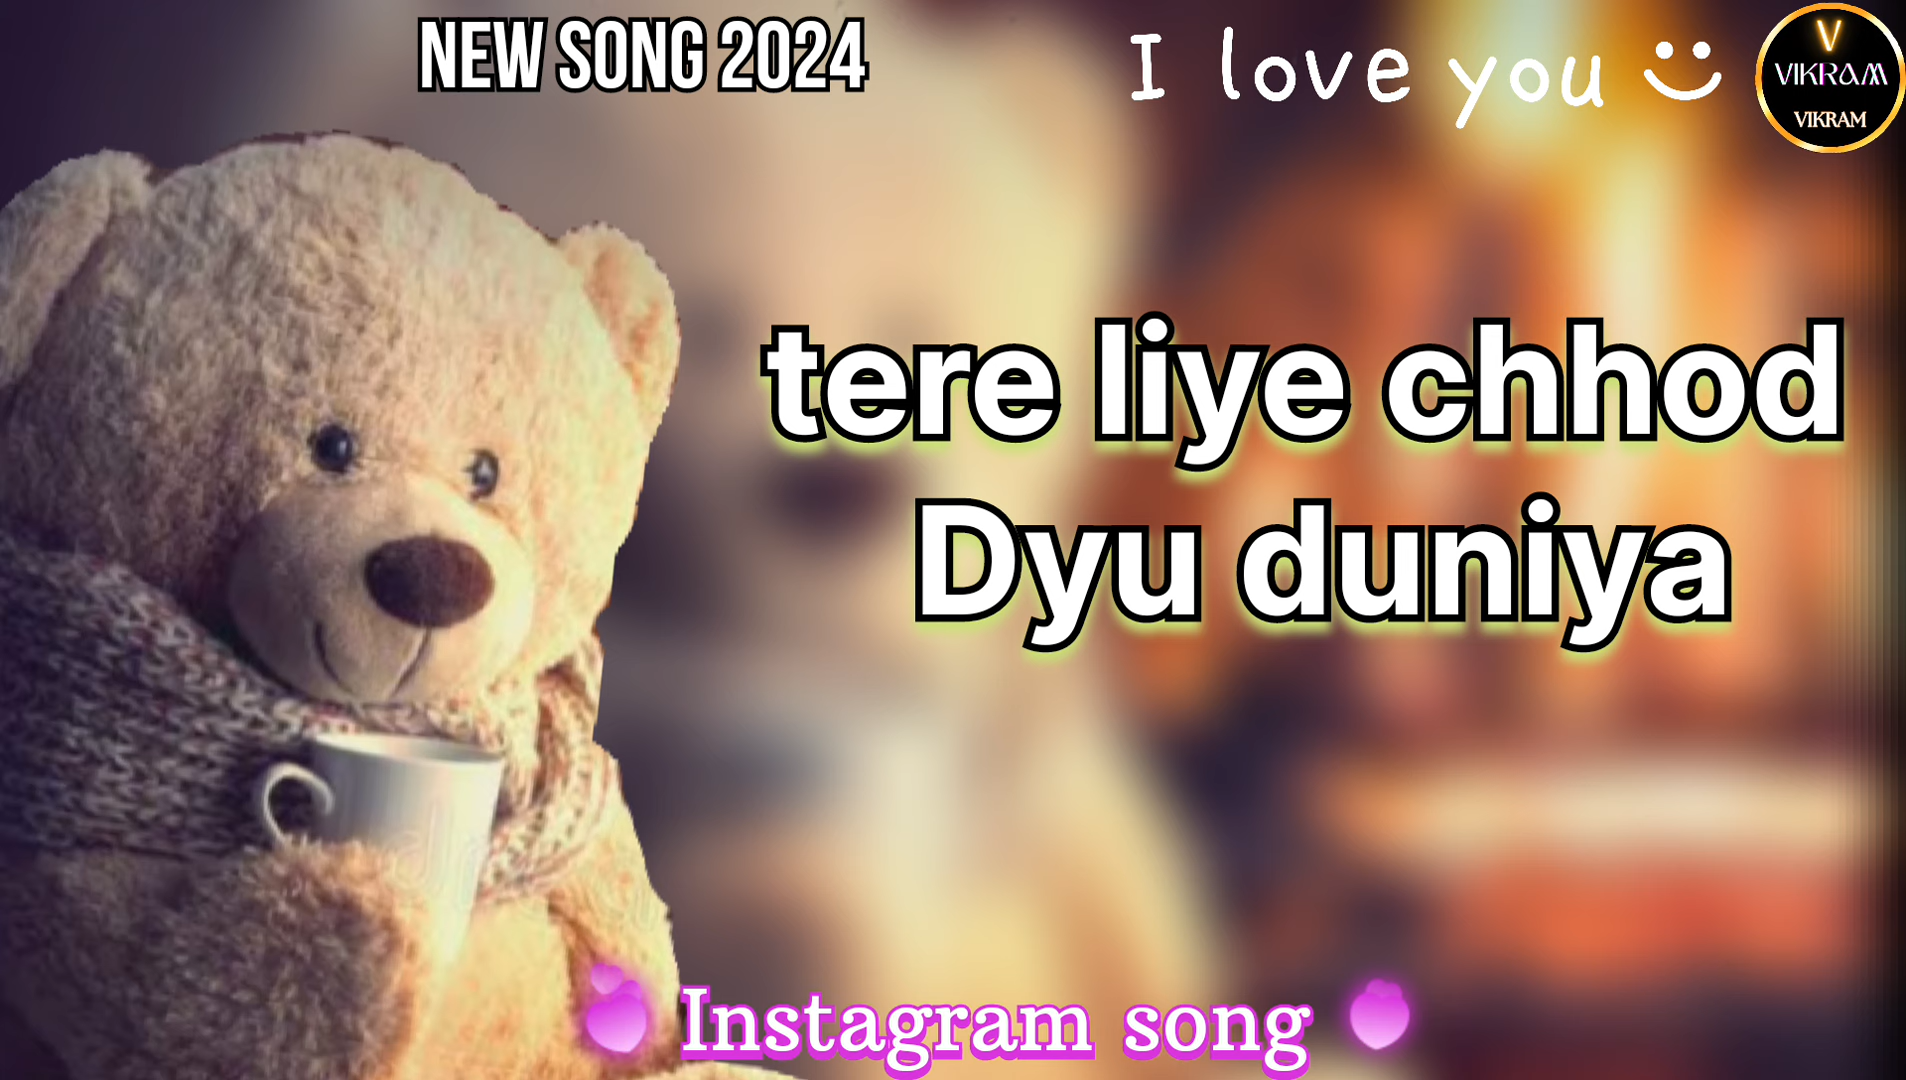 NEW SONG 2024
I love you
V
VIKRAM
VIKRAM
tere liye chhod
Dyu duniya
Instagram song